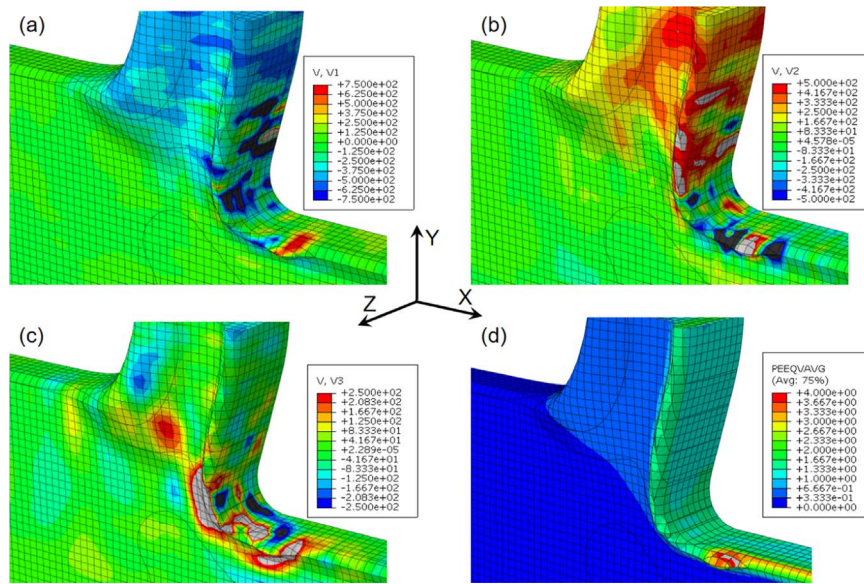 (a)
V, V1
+7.500e+02
+6.250e+02
+5.000e+02
+3.750e+02
+2.500e+02
+1.250e+02
+0.000e+00
-1.250e+02
-2.500e+02
-3.750e+02
-5.000e+02
-6.250e+02
-7.500e+02
(b)
V, V2
+5.000e+02
+4.167e+02
+3.333e+02
+2.500e+02
+1.667e+02
+8.333e+01
+4.578e-05
-8.333e+01
-1.667e+02
-2.500e+02
-3.333e+02
-4.167e+02
-5.000e+02
Y
Z
X
(c)
V, V3
+2.500e+02
+2.083e+02
+1.667e+02
+1.250e+02
+8.333e+01
+4.167e+01
+2.289e-05
-4.167e+01
-8.333e+01
-1.250e+02
-1.667e+02
-2.083e+02
-2.500e+02
(d)
PEEQVAVG
(Avg: 75%)
+4.000e+00
+3.667e+00
+3.333e+00
+3.000e+00
+2.667e+00
+2.333e+00
+2.000e+00
+1.667e+00
+1.333e+00
+1.000e+00
+6.667e-01
+3.333e-01
+0.000e+00